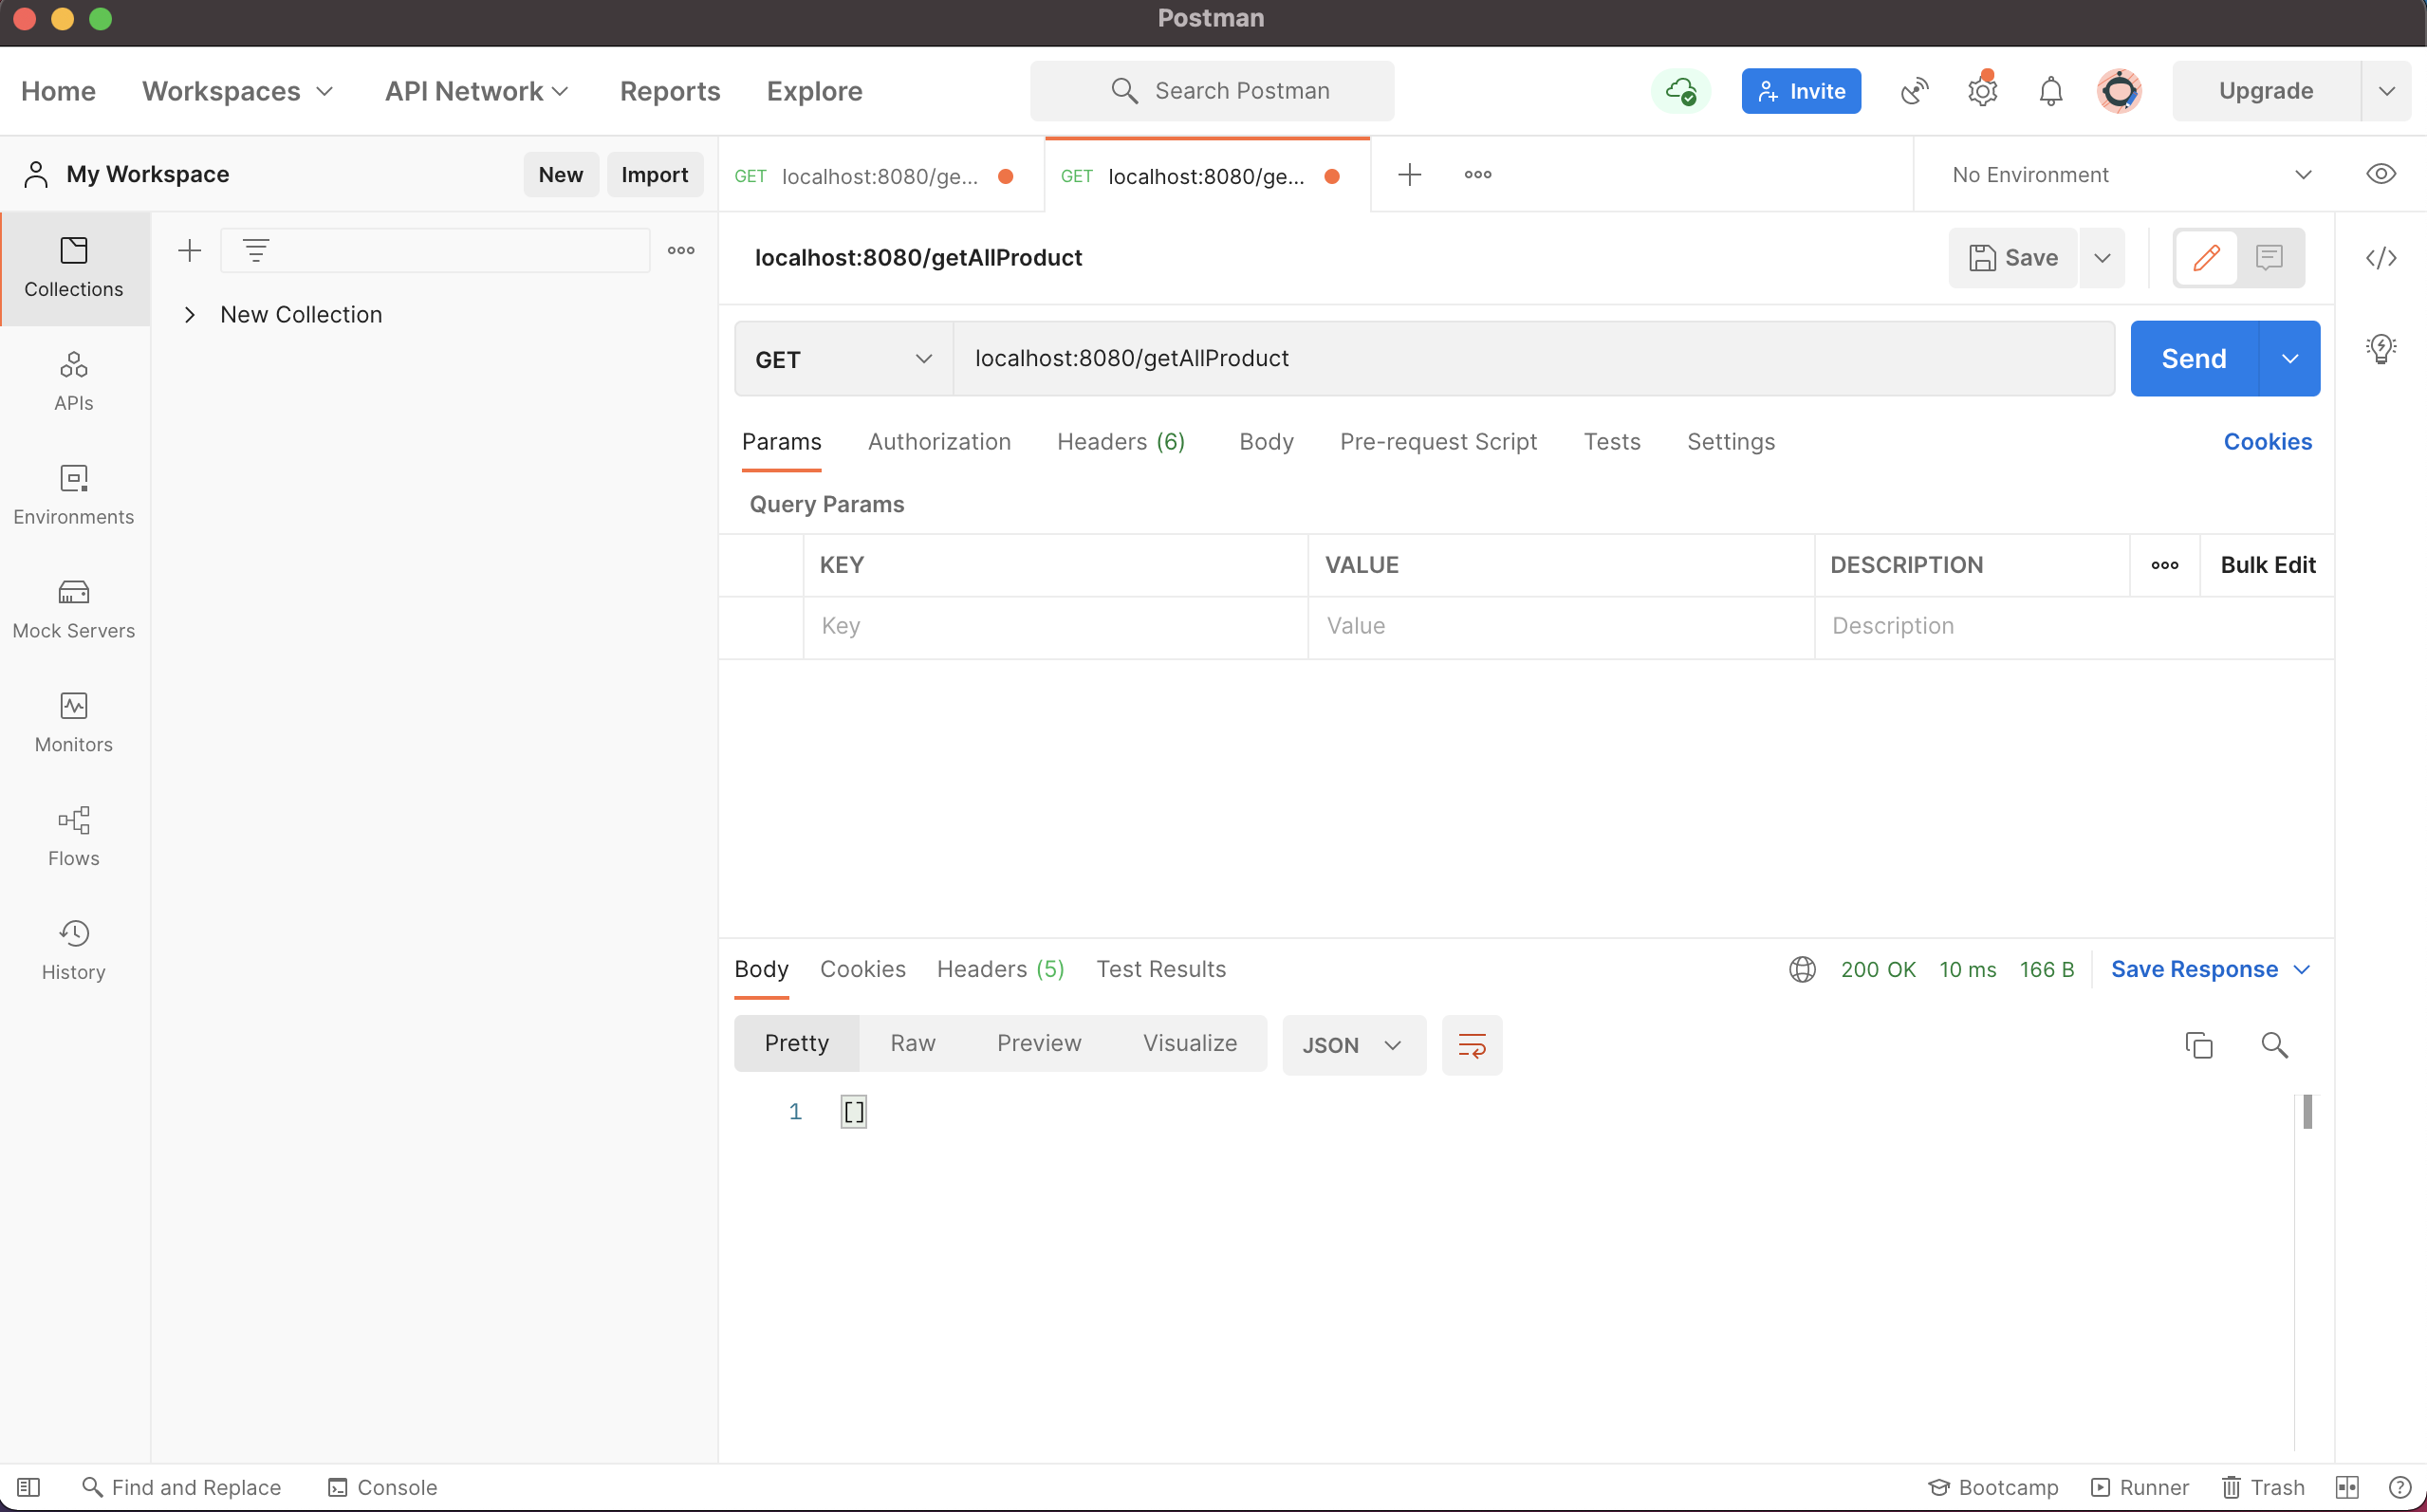 Postman
Home Workspaces API Network Reports Explore Search Postman Invite Upgrade
My Workspace New Import GET localhost:8080/ge... GET localhost:8080/ge... No Environment
Collections
APIs
Environments
Mock Servers
Monitors
Flows
History
New Collection
localhost:8080/getAllProduct Save
GET localhost:8080/getAllProduct Send
Params Authorization Headers (6) Body Pre-request Script Tests Settings Cookies
Query Params
KEY VALUE DESCRIPTION Bulk Edit
Key Value Description
Body Cookies Headers (5) Test Results 200 OK 10 ms 166 B Save Response
Pretty Raw Preview Visualize JSON
1 []
Find and Replace Console Bootcamp Runner Trash